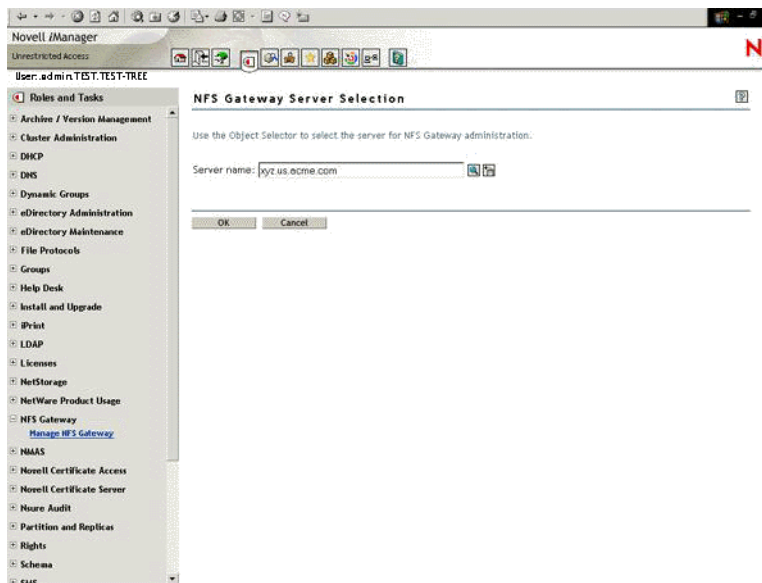 Novell iManager
Unrestricted Access
N
User: admin.TEST.TEST-TREE
Roles and Tasks
Archive / Version Management
Cluster Administration
DHCP
DNS
Dynamic Groups
eDirectory Administration
eDirectory Maintenance
File Protocols
Groups
Help Desk
Install and Upgrade
iPrint
LDAP
Licenses
NetStorage
NetWare Product Usage
NFS Gateway
Manage NFS Gateway
NMAS
Novell Certificate Access
Novell Certificate Server
Nsure Audit
Partition and Replicas
Rights
Schema
SMS
NFS Gateway Server Selection
?
Use the Object Selector to select the server for NFS Gateway administration.
Server name: xyz.us.acme.com
OK Cancel